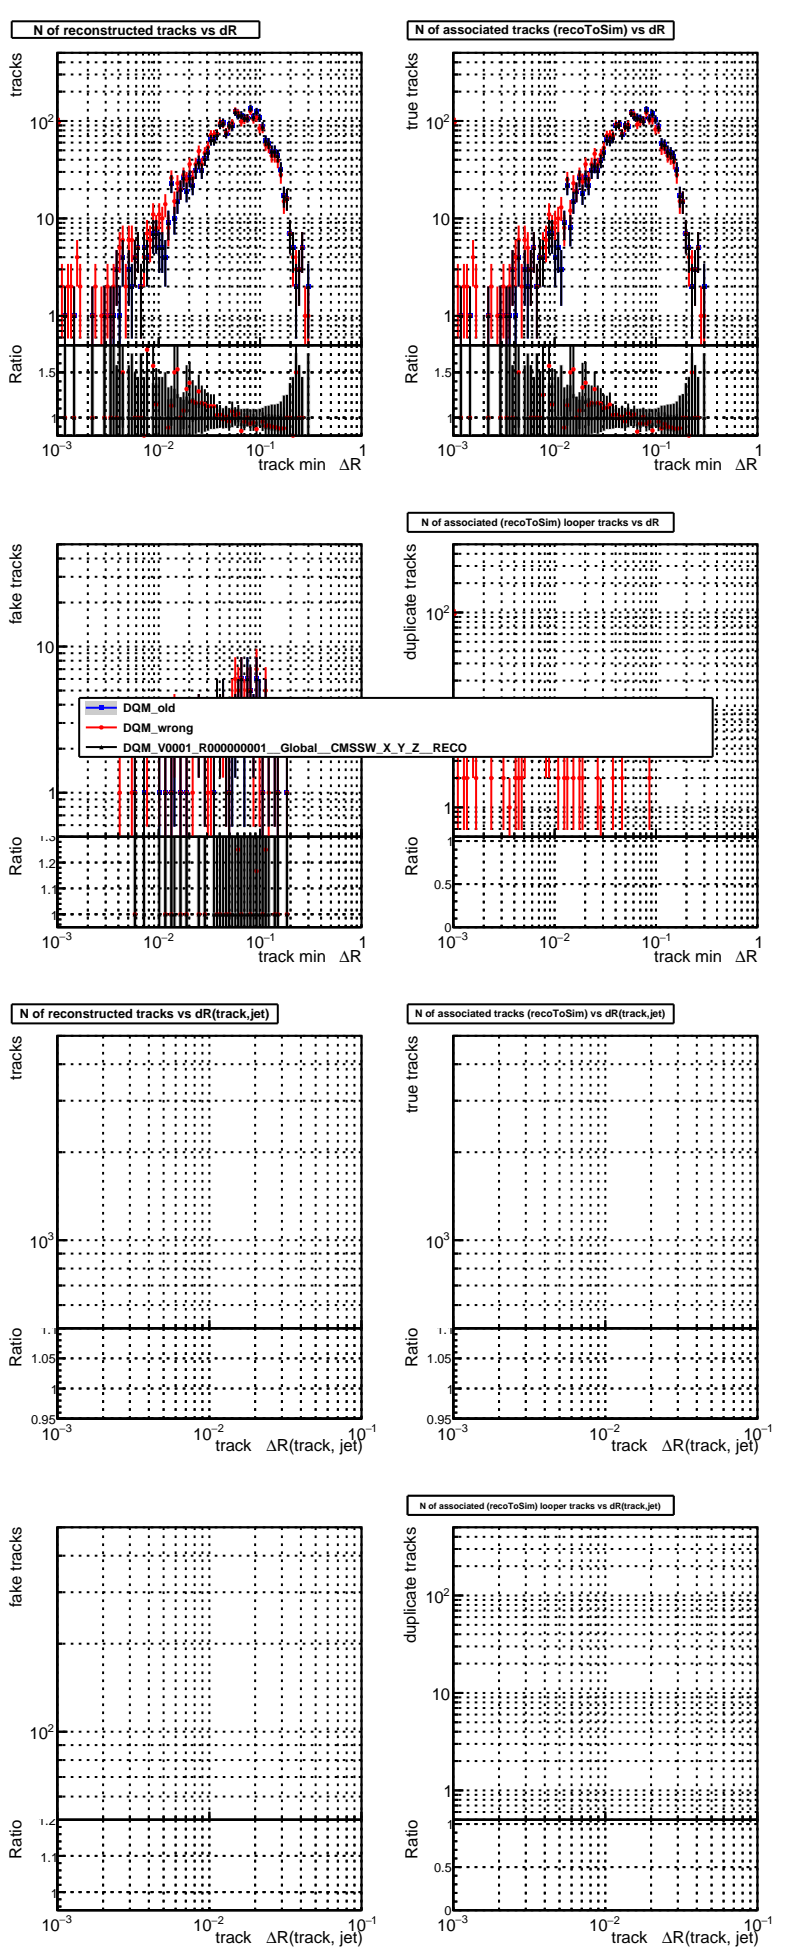 N of reconstructed tracks vs dR
tracks
10²
10
1
Ratio
1.5
1
10⁻³ 10⁻² 10⁻¹ 1
track min ΔR
N of associated tracks (recoToSim) vs dR
true tracks
10²
10
1
Ratio
1.5
1
10⁻³ 10⁻² 10⁻¹ 1
track min ΔR
fake tracks
10
1
Ratio
1.3
1.2
1.1
1
10⁻³ 10⁻² 10⁻¹ 1
track min ΔR
N of associated (recoToSim) looper tracks vs dR
duplicate tracks
10²
1
Ratio
1
0.5
0
10⁻³ 10⁻² 10⁻¹ 1
track min ΔR
DQM_old
DQM_wrong
DQM_V0001_R000000001__Global__CMSSW_X_Y_Z__RECO
N of reconstructed tracks vs dR(track,jet)
tracks
10³
Ratio
1.1
1.05
1
0.95
10⁻³ 10⁻² 10⁻¹
track ΔR(track, jet)
N of associated tracks (recoToSim) vs dR(track,jet)
true tracks
10³
Ratio
1.1
1.05
1
0.95
10⁻³ 10⁻² 10⁻¹
track ΔR(track, jet)
fake tracks
10²
Ratio
1.2
1.1
1
10⁻³ 10⁻² 10⁻¹
track ΔR(track, jet)
N of associated (recoToSim) looper tracks vs dR(track,jet)
duplicate tracks
10²
10
1
Ratio
1
0.5
0
10⁻³ 10⁻² 10⁻¹
track ΔR(track, jet)